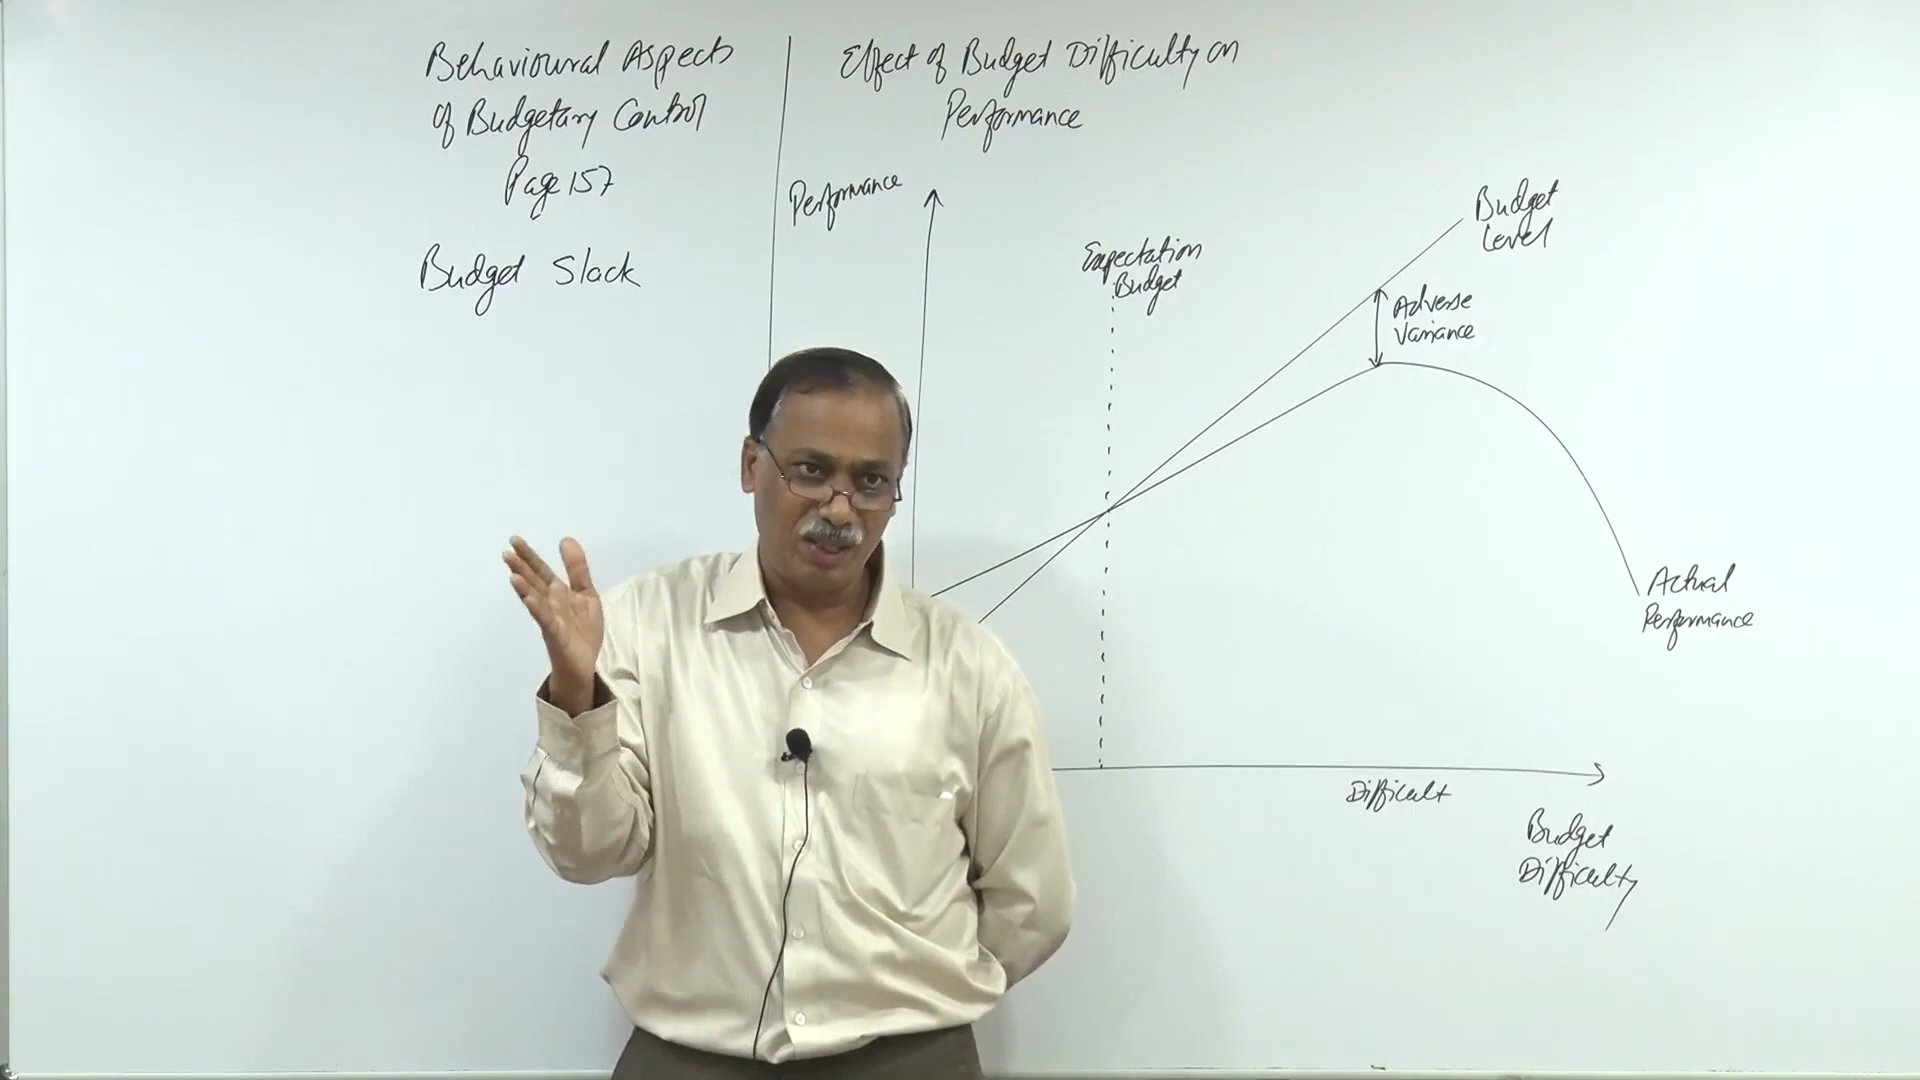 Behavioural Aspects
of Budgetary Control
Page 157
Budget Slack
Effect of Budget Difficulty on
Performance
Performance
Expectation
Budget
Budget
Level
Adverse
Variance
Actual
Performance
Difficult
Budget
Difficulty